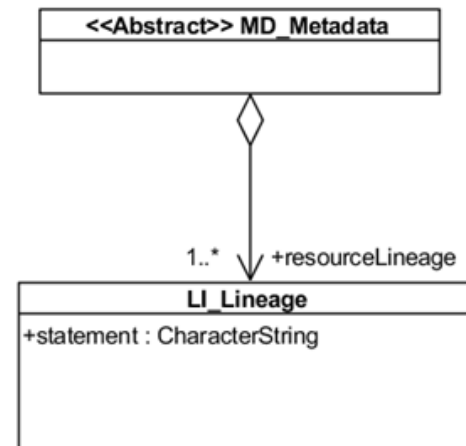 <<Abstract>> MD_Metadata
1..* +resourceLineage
LI_Lineage
+statement : CharacterString